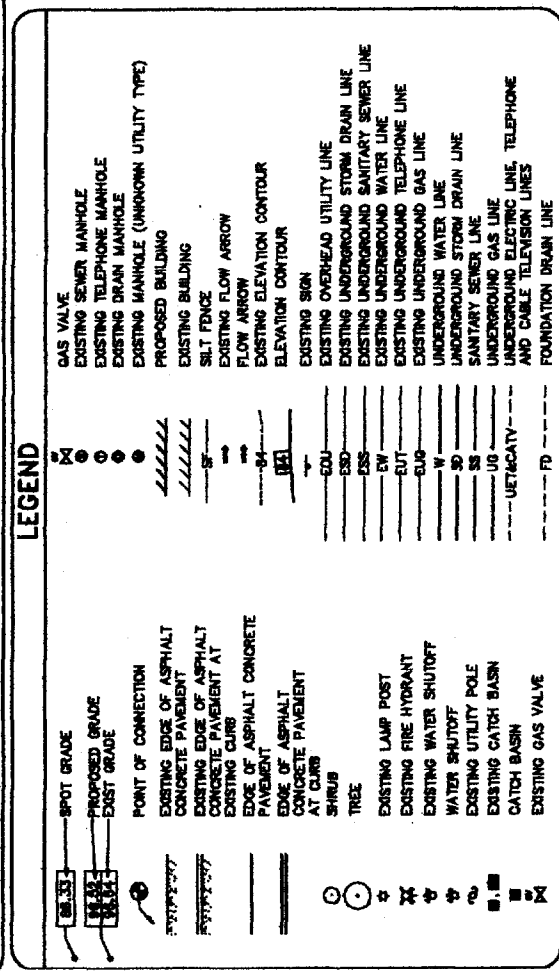 LEGEND
88.33
SPOT GRADE
PROPOSED GRADE
EXIST GRADE
POINT OF CONNECTION
EXISTING EDGE OF ASPHALT
CONCRETE PAVEMENT
EXISTING EDGE OF ASPHALT
CONCRETE PAVEMENT AT
EXISTING CURB
EDGE OF ASPHALT CONCRETE
PAVEMENT
EDGE OF ASPHALT
CONCRETE PAVEMENT
AT CURB
SHRUB
TREE
EXISTING LAMP POST
EXISTING FIRE HYDRANT
EXISTING WATER SHUTOFF
WATER SHUTOFF
EXISTING UTILITY POLE
EXISTING CATCH BASIN
CATCH BASIN
EXISTING GAS VALVE
GAS VALVE
EXISTING SEWER MANHOLE
EXISTING TELEPHONE MANHOLE
EXISTING DRAIN MANHOLE
EXISTING MANHOLE (UNKNOWN UTILITY TYPE)
PROPOSED BUILDING
EXISTING BUILDING
SF SILT FENCE
EXISTING FLOW ARROW
FLOW ARROW
84 EXISTING ELEVATION CONTOUR
84 ELEVATION CONTOUR
EXISTING SIGN
EOU EXISTING OVERHEAD UTILITY LINE
ESD EXISTING UNDERGROUND STORM DRAIN LINE
ESS EXISTING UNDERGROUND SANITARY SEWER LINE
EW EXISTING UNDERGROUND WATER LINE
EUT EXISTING UNDERGROUND TELEPHONE LINE
EUG EXISTING UNDERGROUND GAS LINE
W UNDERGROUND WATER LINE
SD UNDERGROUND STORM DRAIN LINE
SS SANITARY SEWER LINE
UG UNDERGROUND GAS LINE
UET&CATV UNDERGROUND ELECTRIC LINE, TELEPHONE
AND CABLE TELEVISION LINES
FD FOUNDATION DRAIN LINE